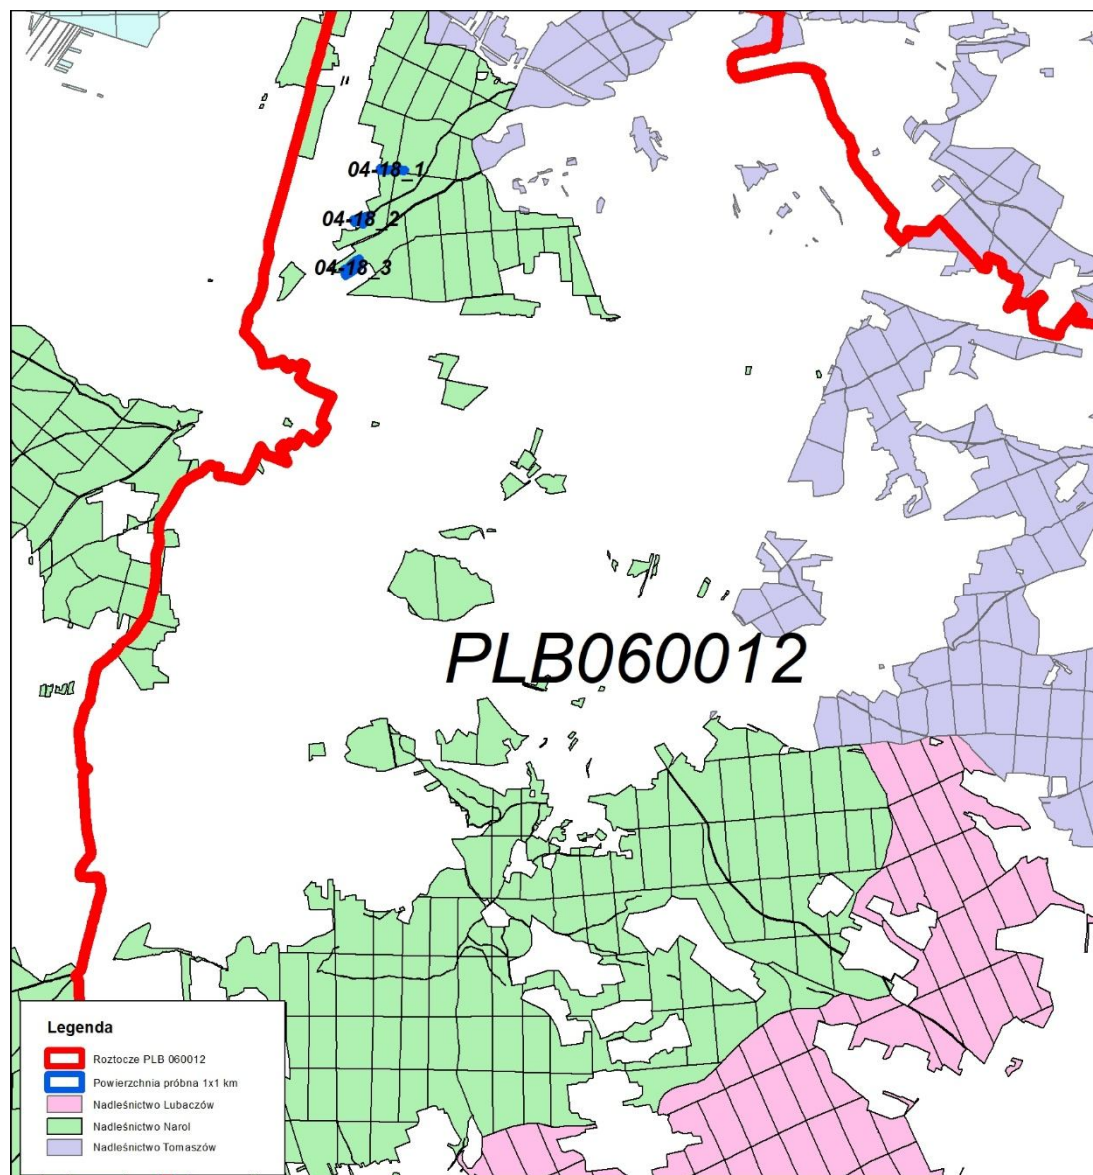 04-18_1
04-18_2
04-18_3
PLB060012
Legenda
Roztocze PLB 060012
Powierzchnia próbna 1x1 km
Nadleśnictwo Lubaczów
Nadleśnictwo Narol
Nadleśnictwo Tomaszów